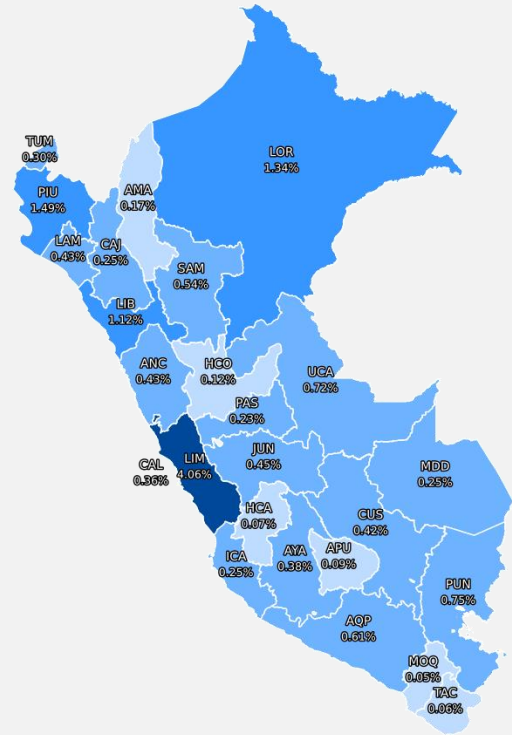 LOR
1.34%
TUM
0.30%
PIU
1.49%
AMA
0.17%
LAM
0.43%
CAJ
0.25%
SAM
0.54%
LIB
1.12%
ANC
0.43%
HCO
0.12%
UCA
0.72%
PAS
0.23%
LIM
4.06%
CAL
0.36%
JUN
0.45%
MDD
0.25%
HCA
0.07%
CUS
0.42%
ICA
0.25%
AYA
0.38%
APU
0.09%
PUN
0.75%
AQP
0.61%
MOQ
0.05%
TAC
0.06%